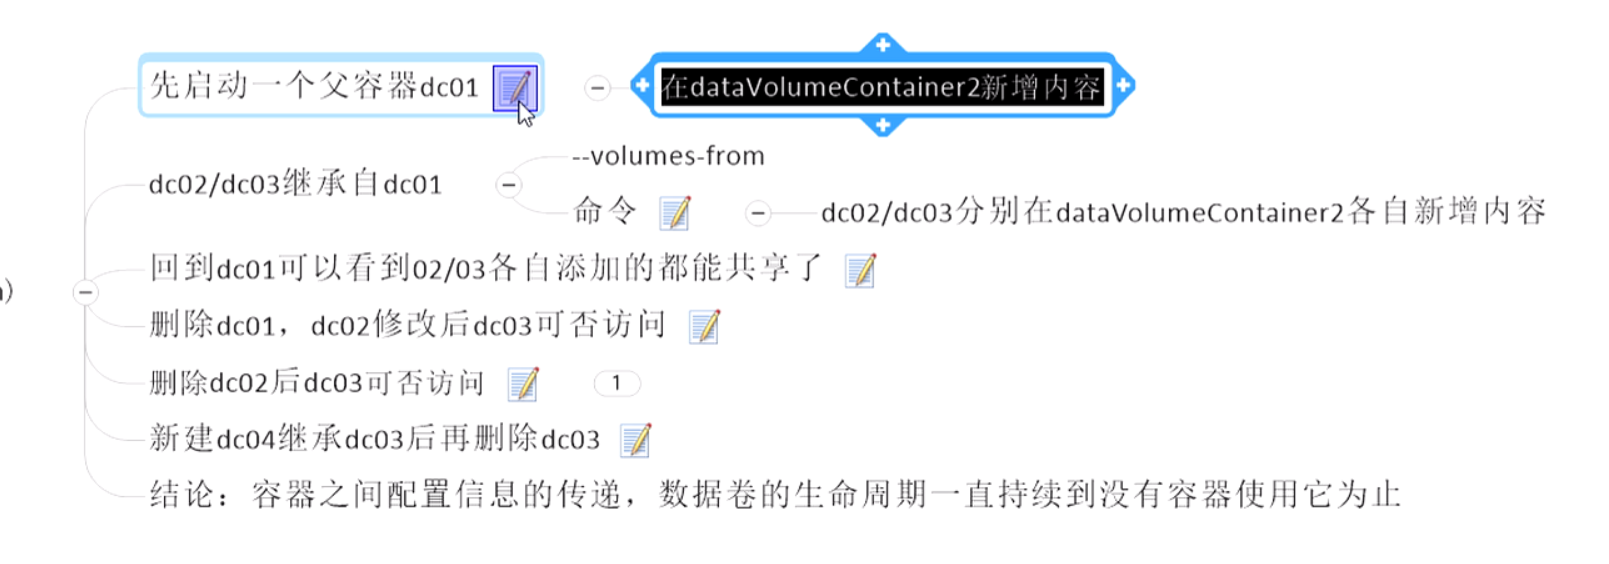 先启动一个父容器dc01
在dataVolumeContainer2新增内容
dc02/dc03继承自dc01
--volumes-from
命令
dc02/dc03分别在dataVolumeContainer2各自新增内容
回到dc01可以看到02/03各自添加的都能共享了
删除dc01，dc02修改后dc03可否访问
删除dc02后dc03可否访问
1
新建dc04继承dc03后再删除dc03
结论：容器之间配置信息的传递，数据卷的生命周期一直持续到没有容器使用它为止